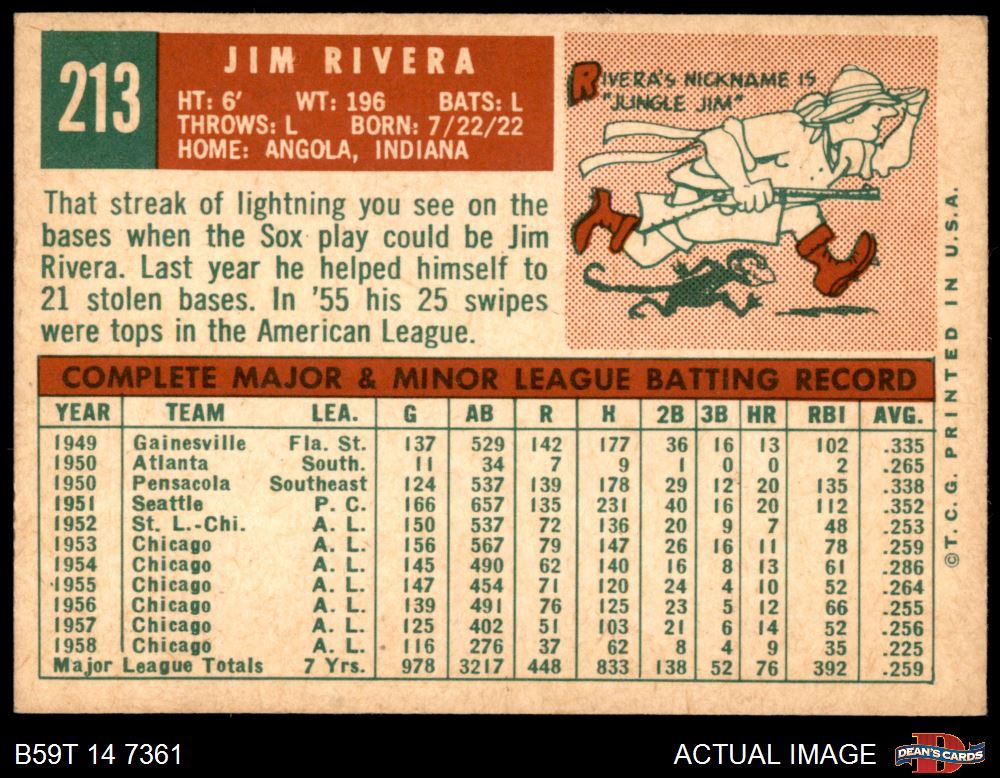 213
JIM RIVERA
HT: 6' WT: 196 BATS: L
THROWS: L BORN: 7/22/22
HOME: ANGOLA, INDIANA
RIVERA'S NICKNAME IS
"JUNGLE JIM"
That streak of lightning you see on the
bases when the Sox play could be Jim
Rivera. Last year he helped himself to
21 stolen bases. In '55 his 25 swipes
were tops in the American League.
COMPLETE MAJOR & MINOR LEAGUE BATTING RECORD
YEAR TEAM LEA. G AB R H 2B 3B HR RBI AVG.
1949 Gainesville Fla. St. 137 529 142 177 36 16 13 102 .335
1950 Atlanta South. 11 34 7 9 1 0 0 2 .265
1950 Pensacola Southeast 124 537 139 178 29 12 20 135 .338
1951 Seattle P. C. 166 657 135 231 40 16 20 112 .352
1952 St. L.-Chi. A. L. 150 537 72 136 20 9 7 48 .253
1953 Chicago A. L. 156 567 79 147 26 16 11 78 .259
1954 Chicago A. L. 145 490 62 140 16 8 13 61 .286
1955 Chicago A. L. 147 454 71 120 24 4 10 52 .264
1956 Chicago A. L. 139 491 76 125 23 5 12 66 .255
1957 Chicago A. L. 125 402 51 103 21 6 14 52 .256
1958 Chicago A. L. 116 276 37 62 8 4 9 35 .225
Major League Totals 7 Yrs. 978 3217 448 833 138 52 76 392 .259
©T. C. G. PRINTED IN U.S.A.
B59T 14 7361
ACTUAL IMAGE
DEAN'S CARDS